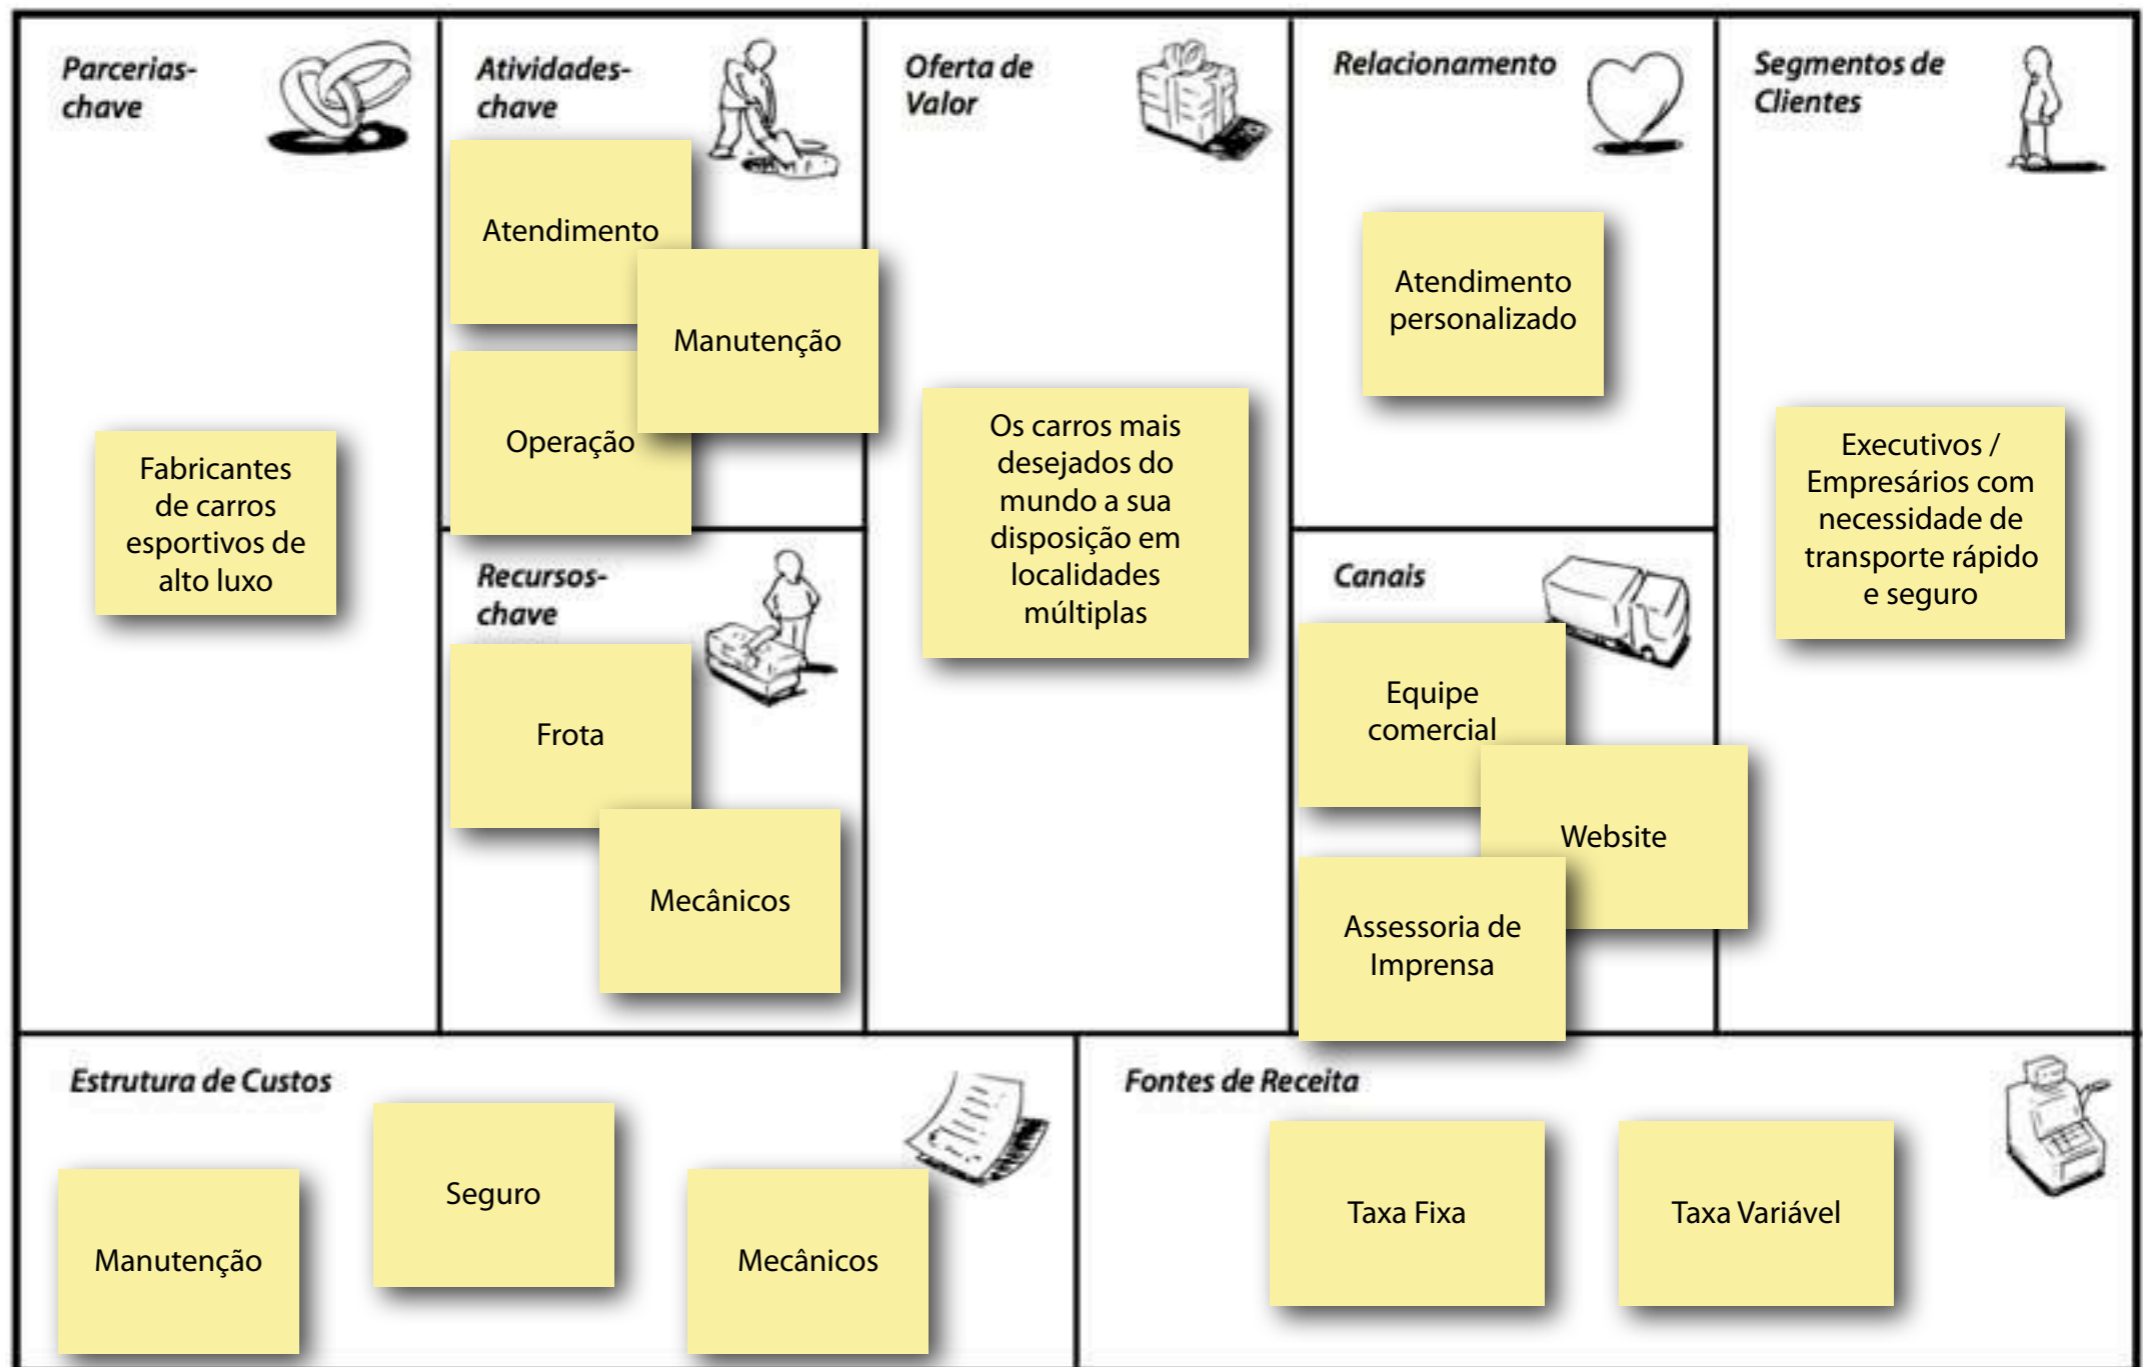 Parcerias-
chave
Fabricantes
de carros
esportivos de
alto luxo
Atividades-
chave
Atendimento
Manutenção
Operação
Recursos-
chave
Frota
Mecânicos
Oferta de
Valor
Os carros mais
desejados do
mundo a sua
disposição em
localidades
múltiplas
Relacionamento
Atendimento
personalizado
Canais
Equipe
comercial
Website
Assessoria de
Imprensa
Segmentos de
Clientes
Executivos /
Empresários com
necessidade de
transporte rápido
e seguro
Estrutura de Custos
Manutenção
Seguro
Mecânicos
Fontes de Receita
Taxa Fixa
Taxa Variável